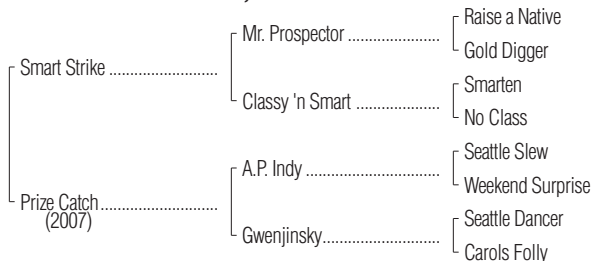 Raise a Native
Mr. Prospector ..................
Gold Digger
Smart Strike .........................
Smarten
Classy 'n Smart ...................
No Class
Seattle Slew
A.P. Indy .............................
Weekend Surprise
Prize Catch...........................
(2007)
Seattle Dancer
Gwenjinsky.........................
Carols Folly